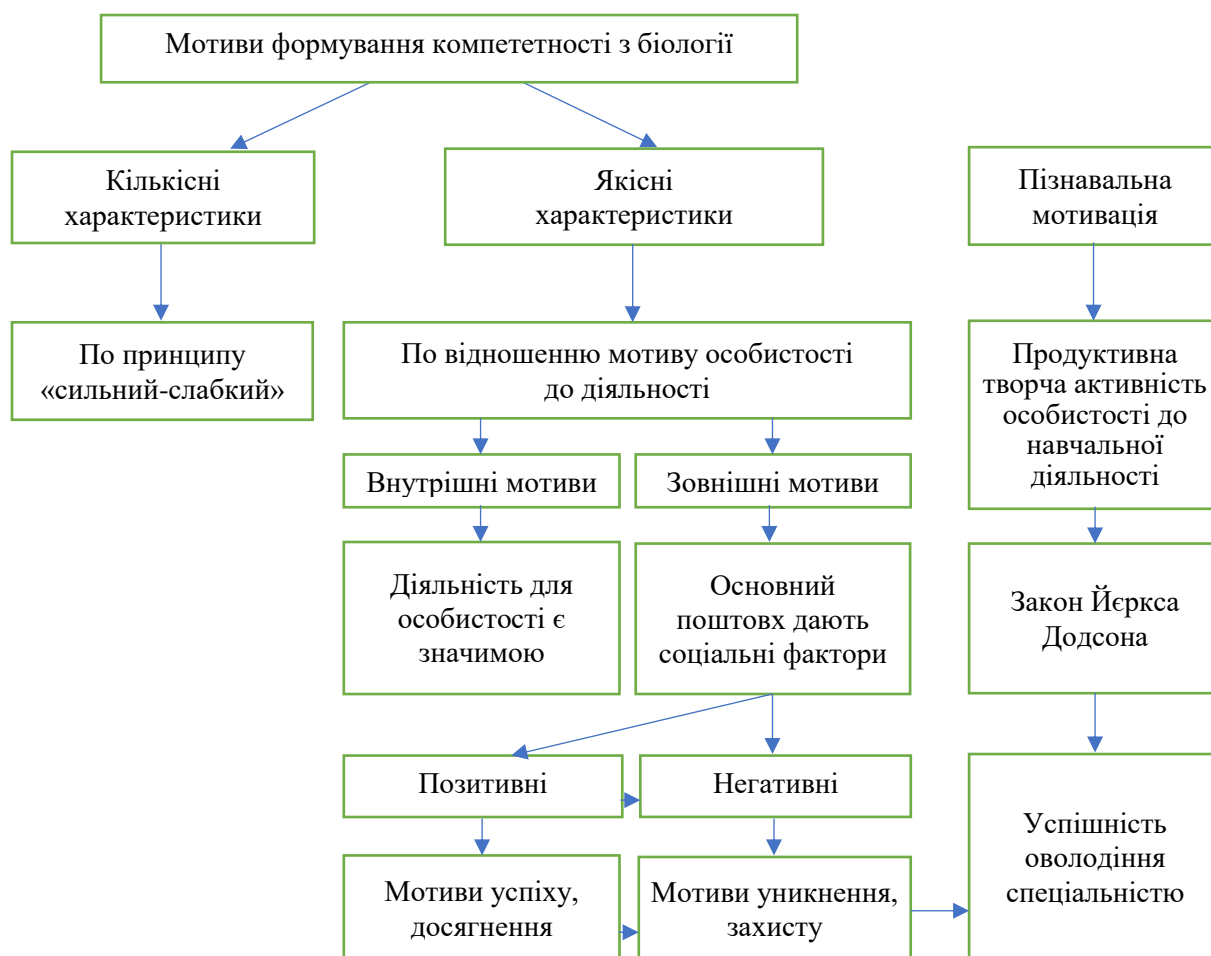 Мотиви формування компететності з біології
Кількісні
характеристики
Якісні
характеристики
Пізнавальна
мотивація
По принципу
«сильний-слабкий»
По відношенню мотиву особистості
до діяльності
Продуктивна
творча активність
особистості до
навчальної
діяльності
Внутрішні мотиви
Зовнішні мотиви
Діяльність для
особистості є
значимою
Основний
поштовх дають
соціальні фактори
Закон Йєркса
Додсона
Позитивні
Негативні
Успішність
оволодіння
спеціальністю
Мотиви успіху,
досягнення
Мотиви уникнення,
захисту